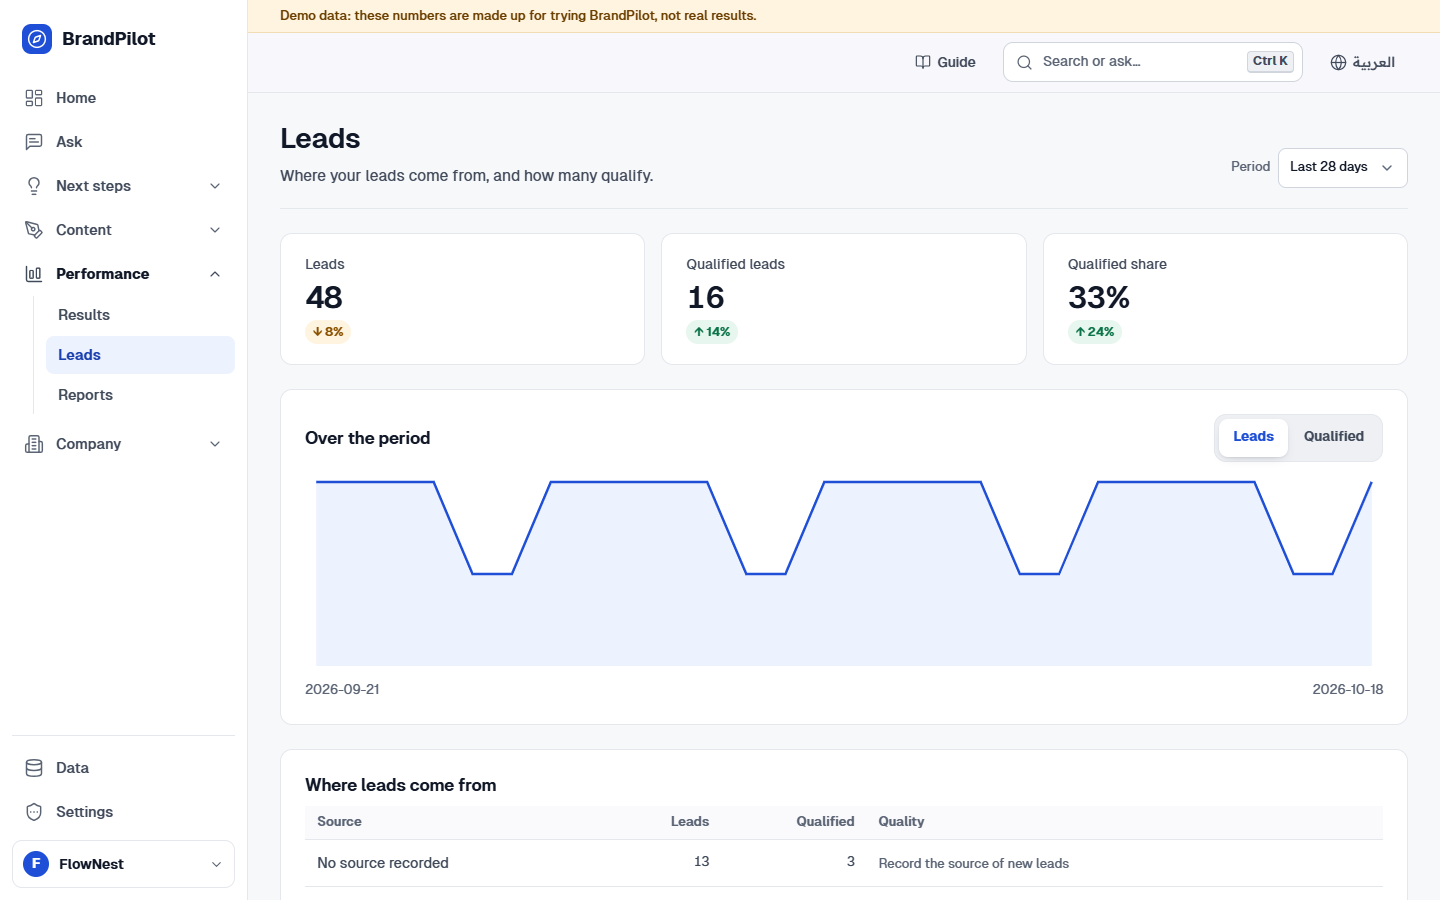 Demo data: these numbers are made up for trying BrandPilot, not real results.
BrandPilot
Guide
Search or ask...
Ctrl K
العربية
Home
Ask
Next steps
Content
Performance
Results
Leads
Reports
Company
Data
Settings
F FlowNest
Leads
Where your leads come from, and how many qualify.
Period
Last 28 days
Leads
48
↓ 8%
Qualified leads
16
↑ 14%
Qualified share
33%
↑ 24%
Over the period
Leads Qualified
2026-09-21 2026-10-18
Where leads come from
Source Leads Qualified Quality
No source recorded 13 3 Record the source of new leads